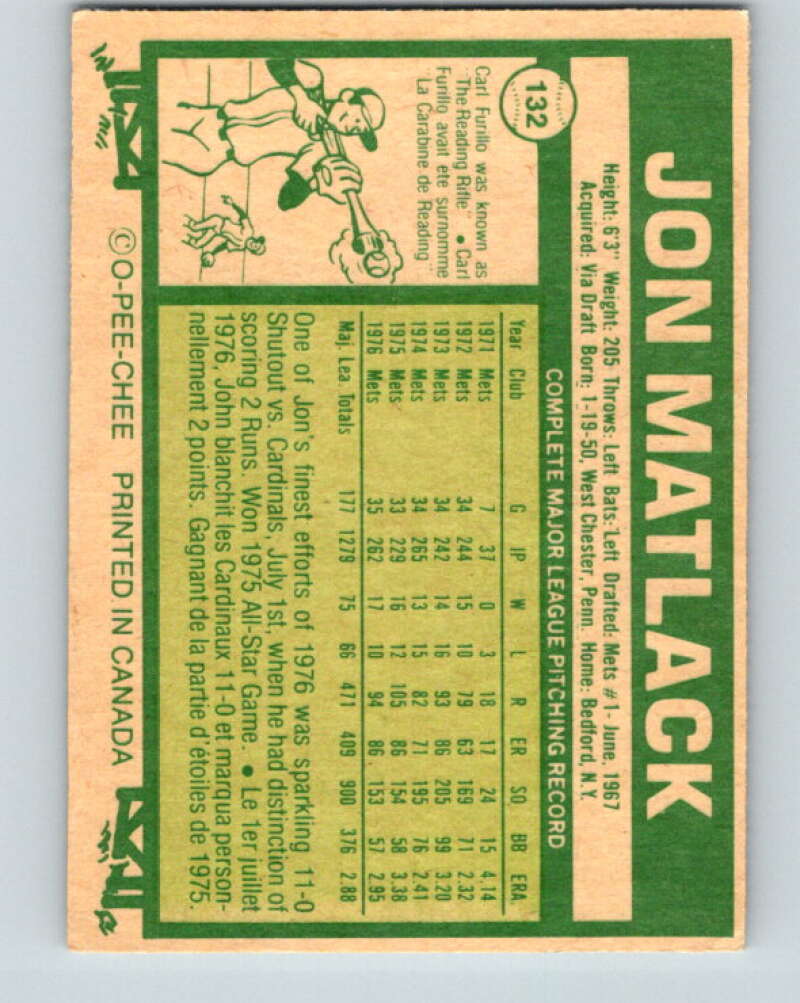 JON MATLACK
Height: 6'3" Weight: 205 Throws: Left Bats: Left Drafted: Mets #1-June, 1967
Acquired: Via Draft Born: 1-19-50, West Chester, Penn. Home: Bedford, N.Y.
132
COMPLETE MAJOR LEAGUE PITCHING RECORD
Carl Furillo was known as
"The Reading Rifle" ● Carl
Furillo avait ete surnomme
"La Carabine de Reading"
Year Club G IP W L R ER SO BB ERA
1971 Mets 7 37 0 3 18 17 24 15 4.14
1972 Mets 34 244 15 10 79 63 169 71 2.32
1973 Mets 34 242 14 16 93 86 205 99 3.20
1974 Mets 34 265 13 15 82 71 195 76 2.41
1975 Mets 33 229 16 12 105 86 154 58 3.38
1976 Mets 35 262 17 10 94 86 153 57 2.95
Maj. Lea. Totals 177 1279 75 66 471 409 900 376 2.88
One of Jon's finest efforts of 1976 was sparkling 11-0
Shutout vs. Cardinals, July 1st, when he had distinction of
scoring 2 Runs. Won 1975 All-Star Game. ● Le 1er juillet
1976, John blanchit les Cardinaux 11-0 et marqua person-
nellement 2 points. Gagnant de la partie d'étoiles de 1975.
©O-PEE-CHEE PRINTED IN CANADA